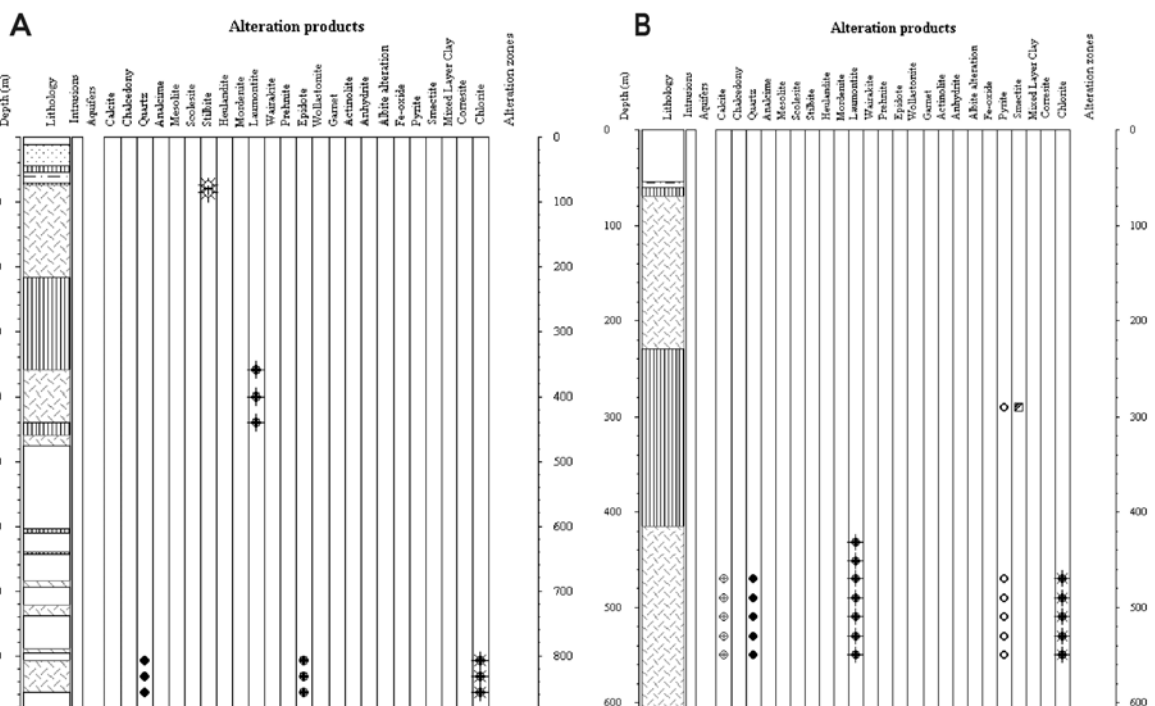 A
Alteration products
Depth (m)
Lithology
Intrusions
Aquifers
Calcite
Chalcedony
Quartz
Analcime
Mesolite
Scolesite
Stilbite
Heulandite
Mordenite
Laumontite
Wairakite
Prehnite
Epidote
Wollastonite
Garnet
Actinolite
Anhydrite
Albite alteration
Fe-oxide
Pyrite
Smectite
Mixed Layer Clay
Corresite
Chlorite
Alteration zones
0
100
200
300
400
500
600
700
800
B
Alteration products
Depth (m)
Lithology
Intrusions
Aquifers
Calcite
Chalcedony
Quartz
Analcime
Mesolite
Scolesite
Stilbite
Heulandite
Mordenite
Laumontite
Wairakite
Prehnite
Epidote
Wollastonite
Garnet
Actinolite
Anhydrite
Albite alteration
Fe-oxide
Pyrite
Smectite
Mixed Layer Clay
Corresite
Chlorite
Alteration zones
0 0
100 100
200 200
300 300
400 400
500 500
600 600